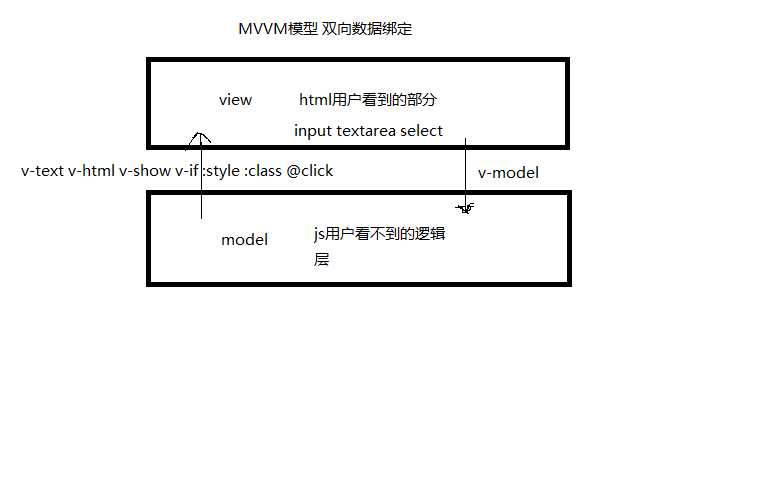 MVVM模型 双向数据绑定
view html用户看到的部分
input textarea select
v-text v-html v-show v-if :style :class @click
v-model
model js用户看不到的逻辑
层